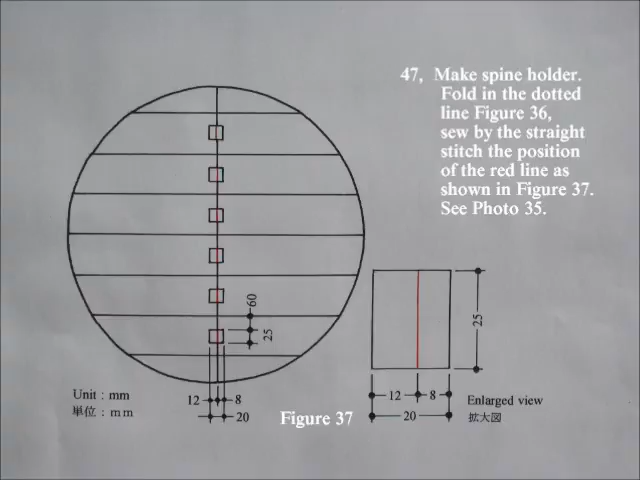 47, Make spine holder.
Fold in the dotted
line Figure 36,
sew by the straight
stitch the position
of the red line as
shown in Figure 37.
See Photo 35.
60
25
25
12
8
20
12
8
20
Unit : mm
単位 : mm
Figure 37
Enlarged view
拡大図